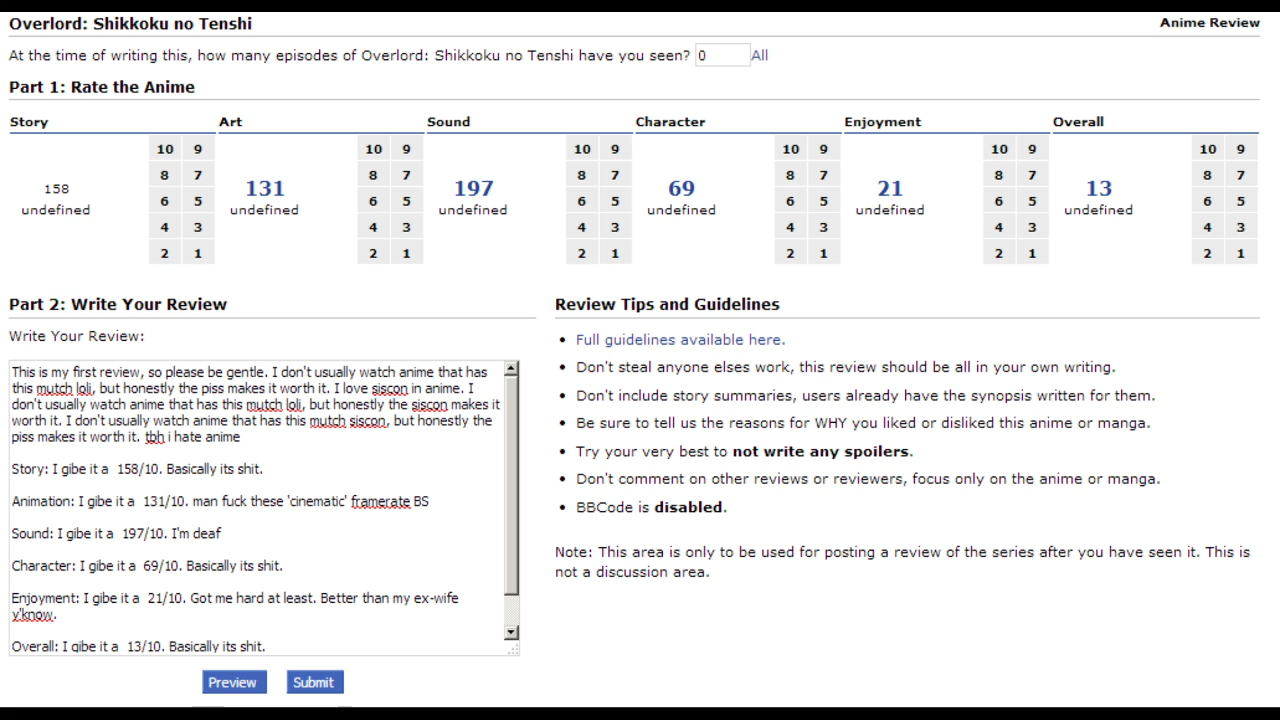 Overlord: Shikkoku no Tenshi Anime Review
At the time of writing this, how many episodes of Overlord: Shikkoku no Tenshi have you seen? 0 All
Part 1: Rate the Anime
Story Art Sound Character Enjoyment Overall
10 9 10 9 10 9 10 9 10 9 10 9
8 7 8 7 8 7 8 7 8 7 8 7
158 131 197 69 21 13
6 5 6 5 6 5 6 5 6 5 6 5
undefined undefined undefined undefined undefined undefined
4 3 4 3 4 3 4 3 4 3 4 3
2 1 2 1 2 1 2 1 2 1 2 1
Part 2: Write Your Review
Write Your Review:
This is my first review, so please be gentle. I don't usually watch anime that has
this mutch loli, but honestly the piss makes it worth it. I love siscon in anime. I
don't usually watch anime that has this mutch loli, but honestly the siscon makes it
worth it. I don't usually watch anime that has this mutch siscon, but honestly the
piss makes it worth it. tbh i hate anime
Story: I gibe it a  158/10. Basically its shit.
Animation: I gibe it a  131/10. man fuck these 'cinematic' framerate BS
Sound: I gibe it a  197/10. I'm deaf
Character: I gibe it a  69/10. Basically its shit.
Enjoyment: I gibe it a  21/10. Got me hard at least. Better than my ex-wife
y'know.
Overall: I gibe it a  13/10. Basically its shit.
Preview Submit
Review Tips and Guidelines
• Full guidelines available here.
• Don't steal anyone elses work, this review should be all in your own writing.
• Don't include story summaries, users already have the synopsis written for them.
• Be sure to tell us the reasons for WHY you liked or disliked this anime or manga.
• Try your very best to not write any spoilers.
• Don't comment on other reviews or reviewers, focus only on the anime or manga.
• BBCode is disabled.
Note: This area is only to be used for posting a review of the series after you have seen it. This is
not a discussion area.